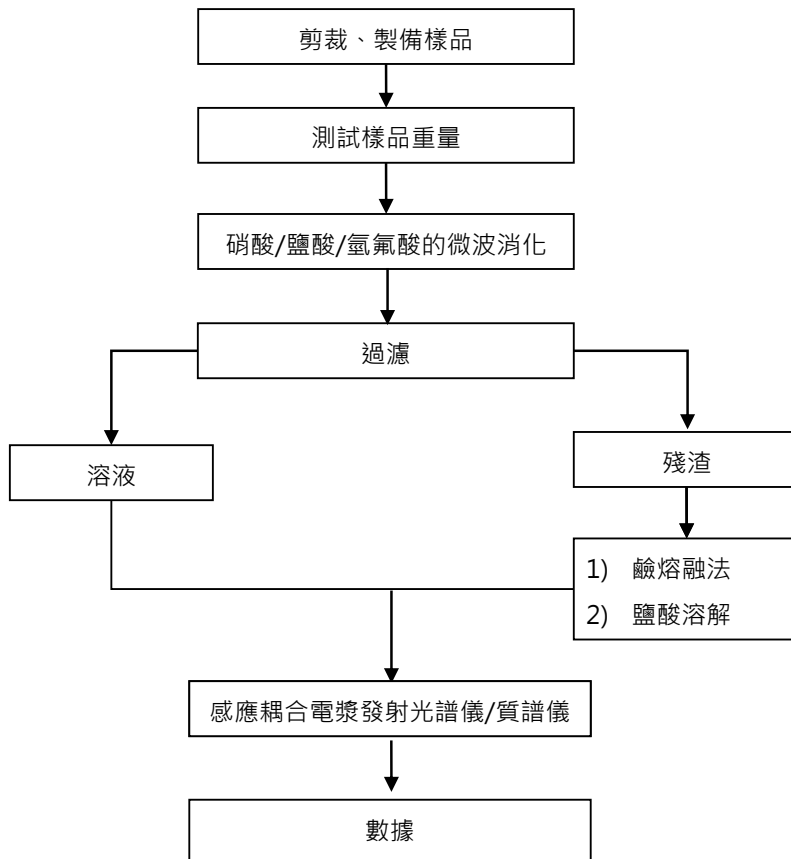 剪裁、製備樣品
測試樣品重量
硝酸/鹽酸/氫氟酸的微波消化
過濾
溶液
殘渣
1) 鹼熔融法
2) 鹽酸溶解
感應耦合電漿發射光譜儀/質譜儀
數據